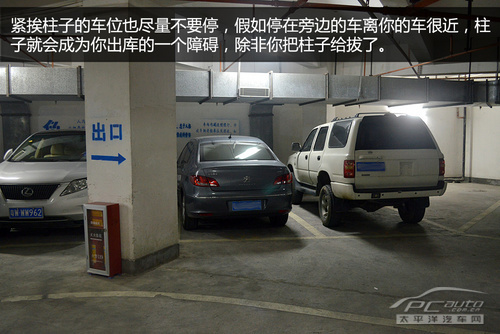 紧挨柱子的车位也尽量不要停，假如停在旁边的车离你的车很近，柱
子就会成为你出库的一个障碍，除非你把柱子给拔了。
出口
PCauto
.com.cn
太平洋汽车网